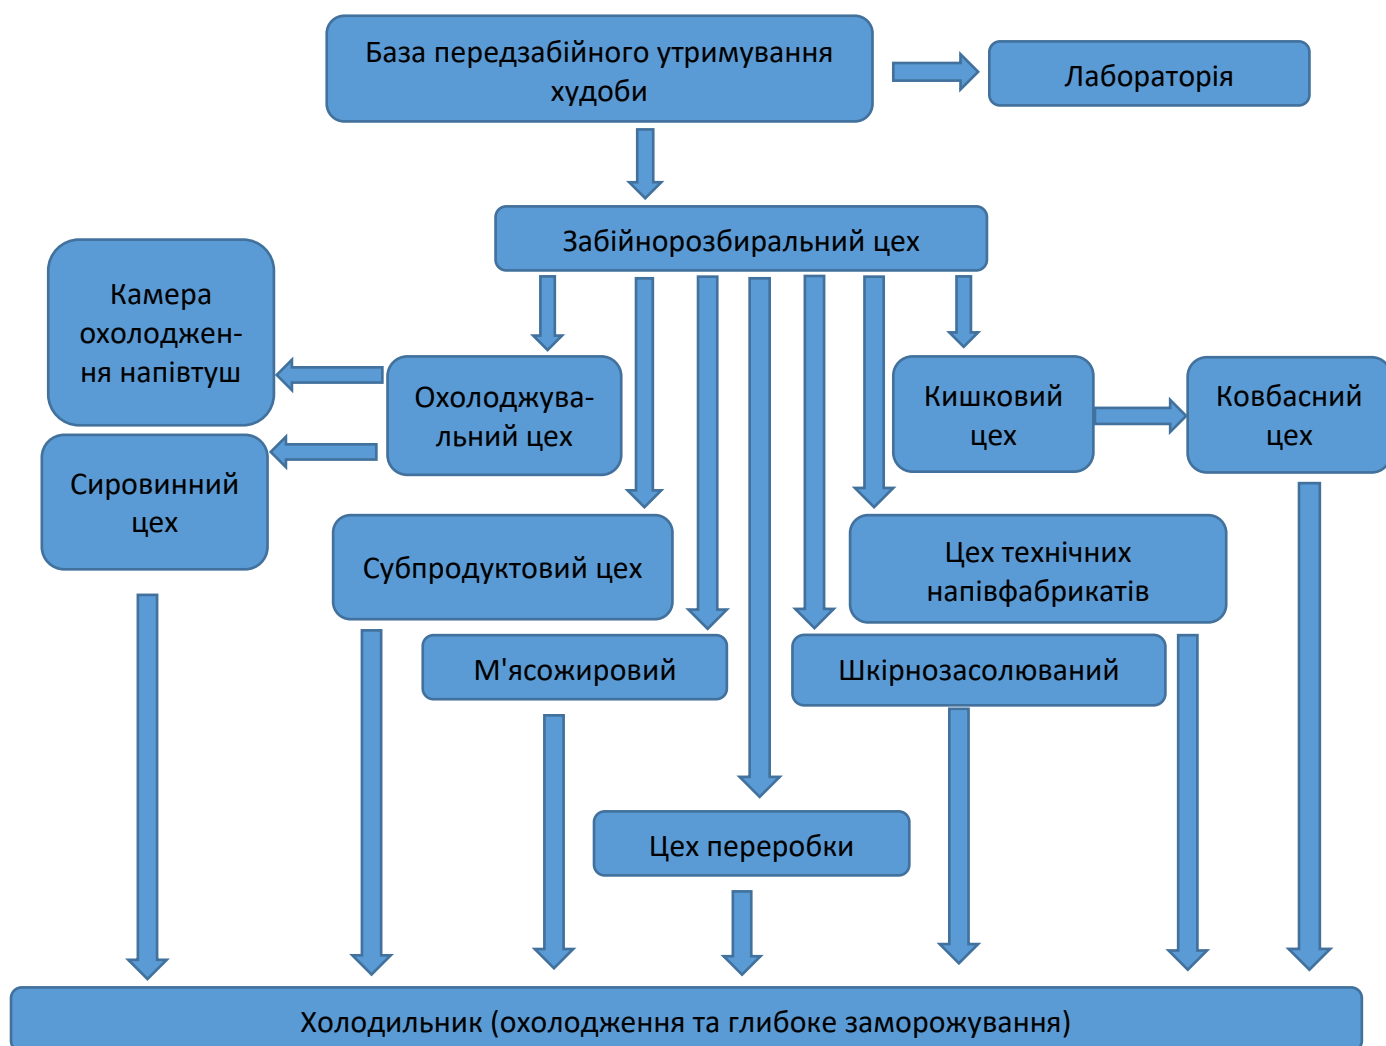 База передзабійного утримування
худоби
Лабораторія
Забійнорозбиральний цех
Камера
охолоджен-
ня напівтуш
Охолоджува-
льний цех
Кишковий
цех
Ковбасний
цех
Сировинний
цех
Субпродуктовий цех
Цех технічних
напівфабрикатів
М'ясожировий
Шкірнозасолюваний
Цех переробки
Холодильник (охолодження та глибоке заморожування)